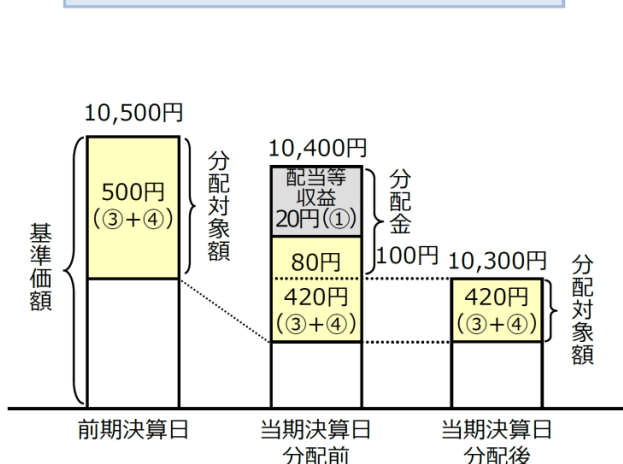 10,500円
500円
(③+④)
分配対象額
基準価額
前期決算日
10,400円
配当等
収益
20円(①)
80円
420円
(③+④)
分配金
100円
当期決算日
分配前
10,300円
420円
(③+④)
分配対象額
当期決算日
分配後